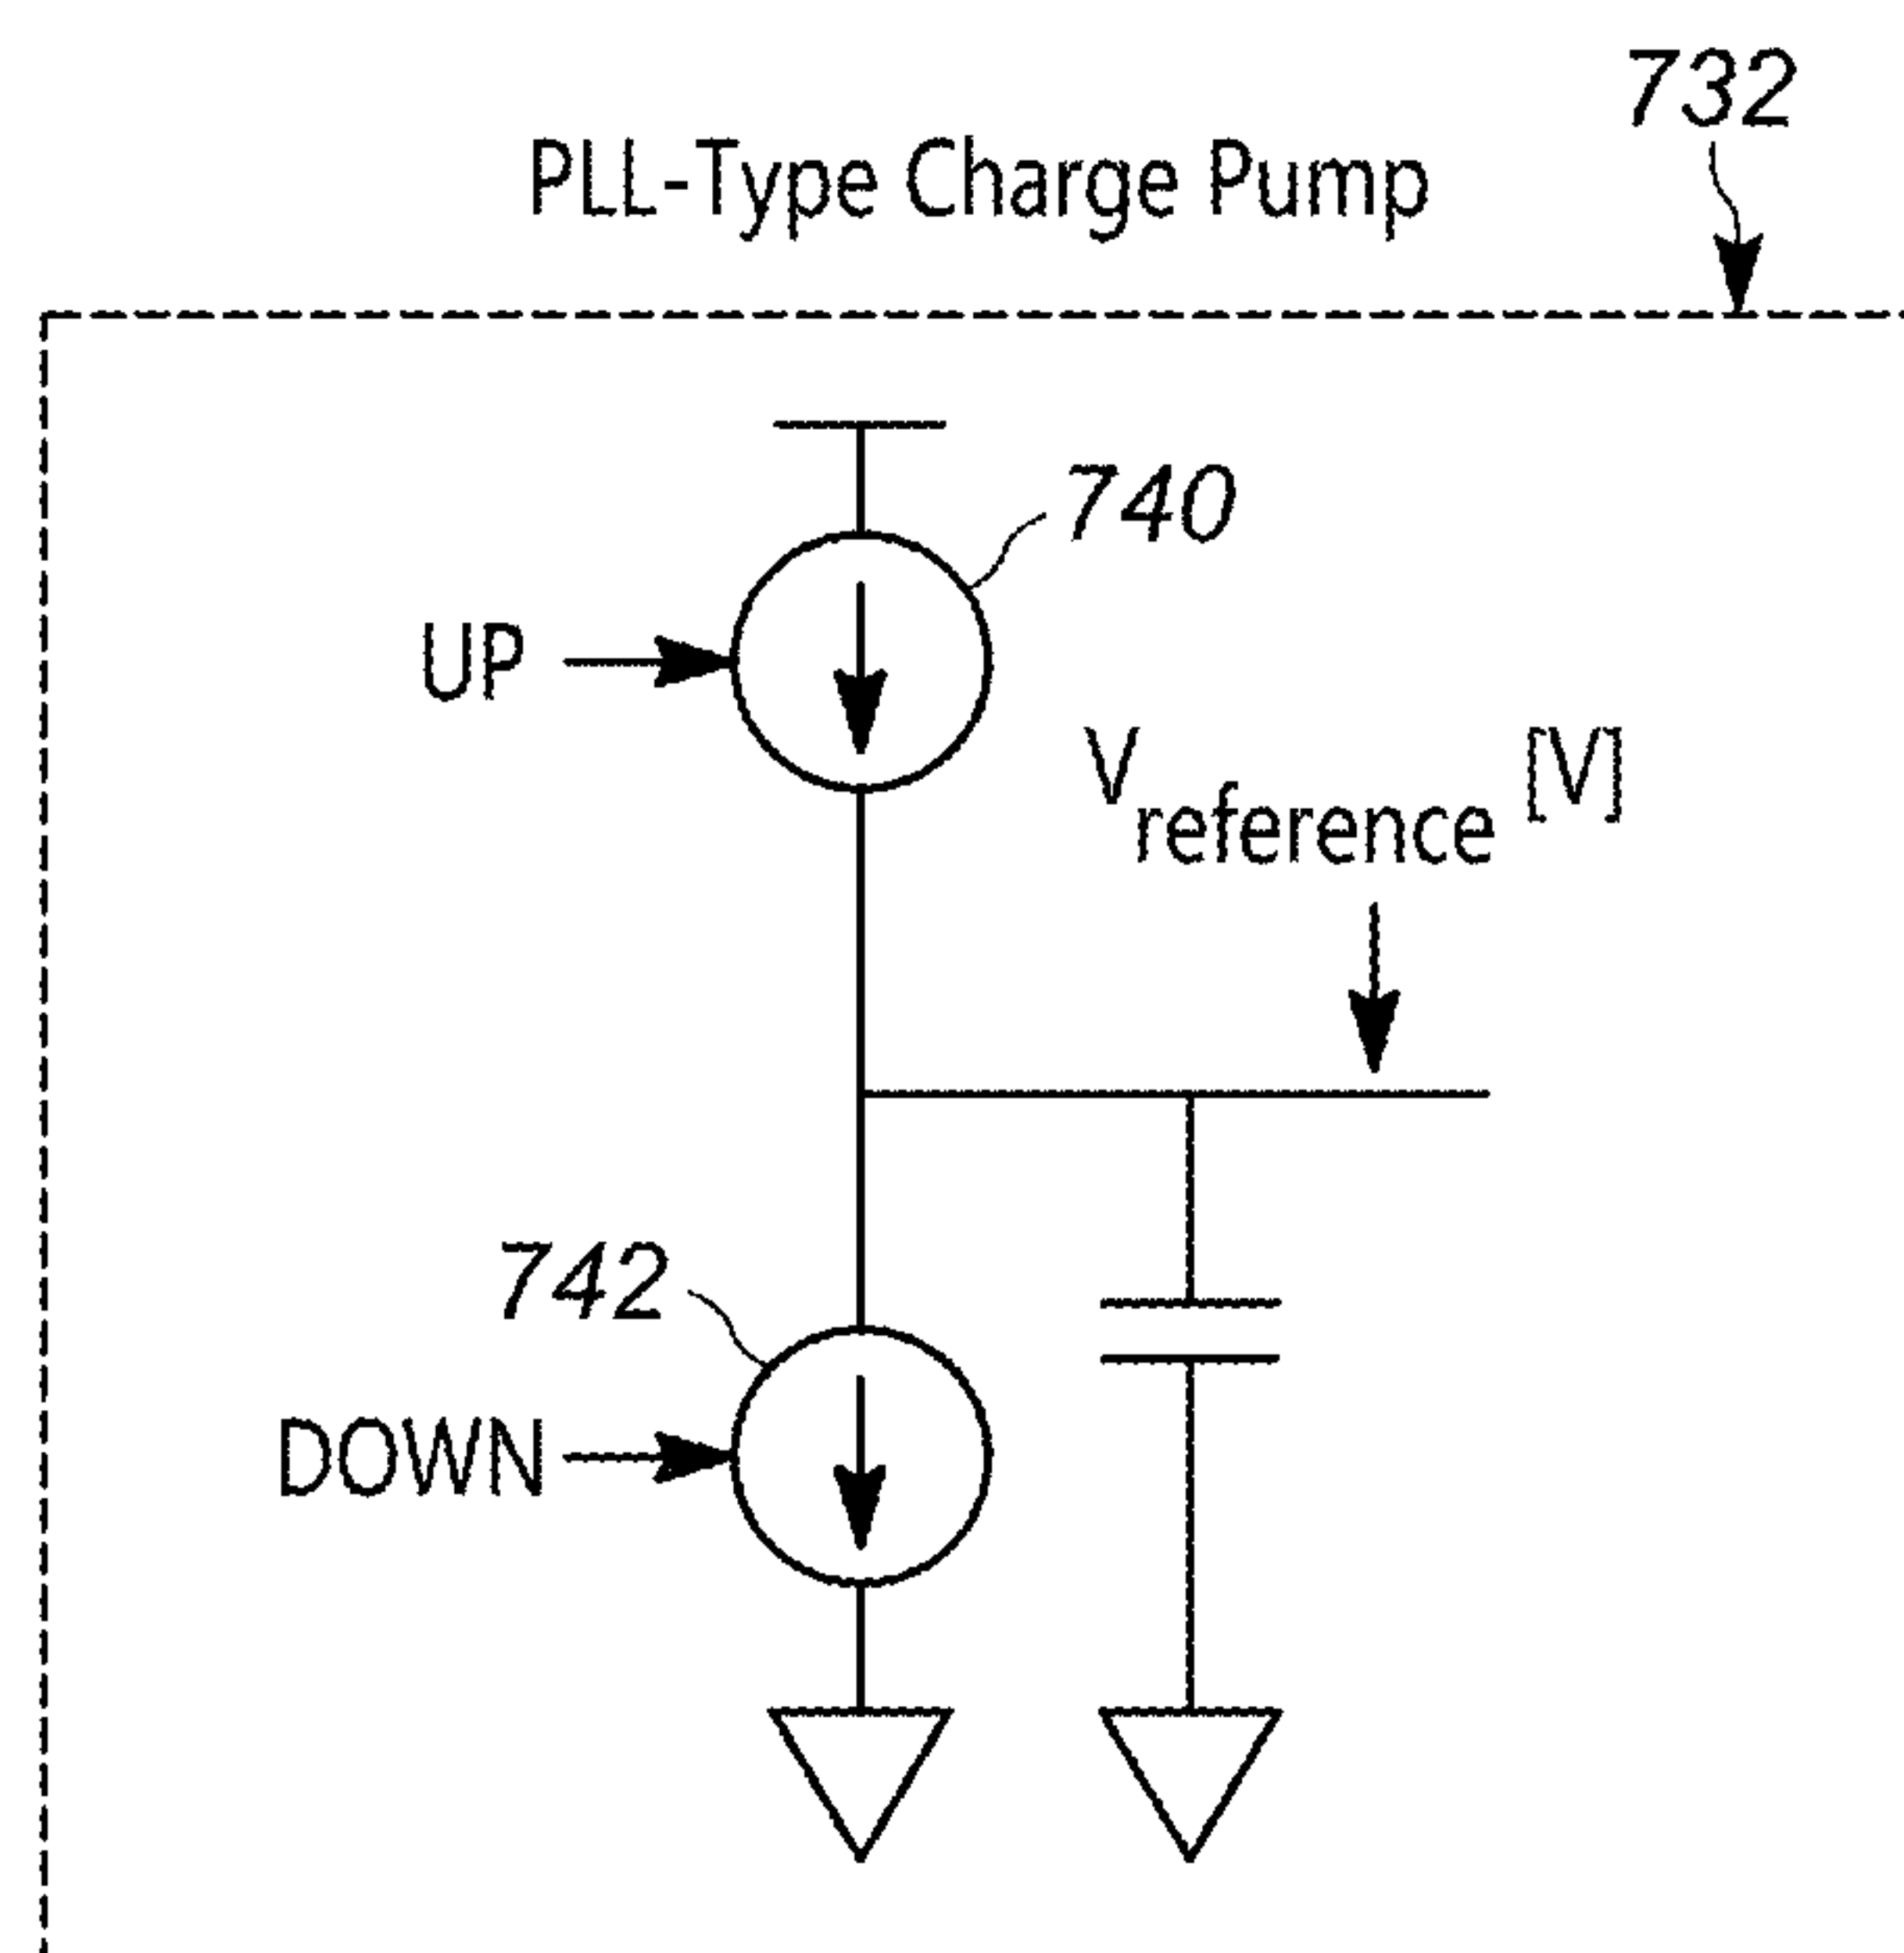 732
PLL-Type Charge Pump
740
UP
Vreference [V]
742
DOWN